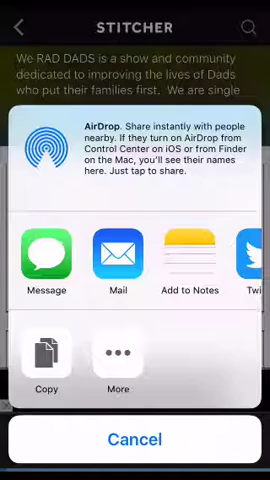 STITCHER
We RAD DADS is a show and community
dedicated to improving the lives of Dads
who put their families first. We are single
AirDrop. Share instantly with people
nearby. If they turn on AirDrop from
Control Center on iOS or from Finder
on the Mac, you'll see their names
here. Just tap to share.
Message Mail Add to Notes Twi
Copy More
Cancel